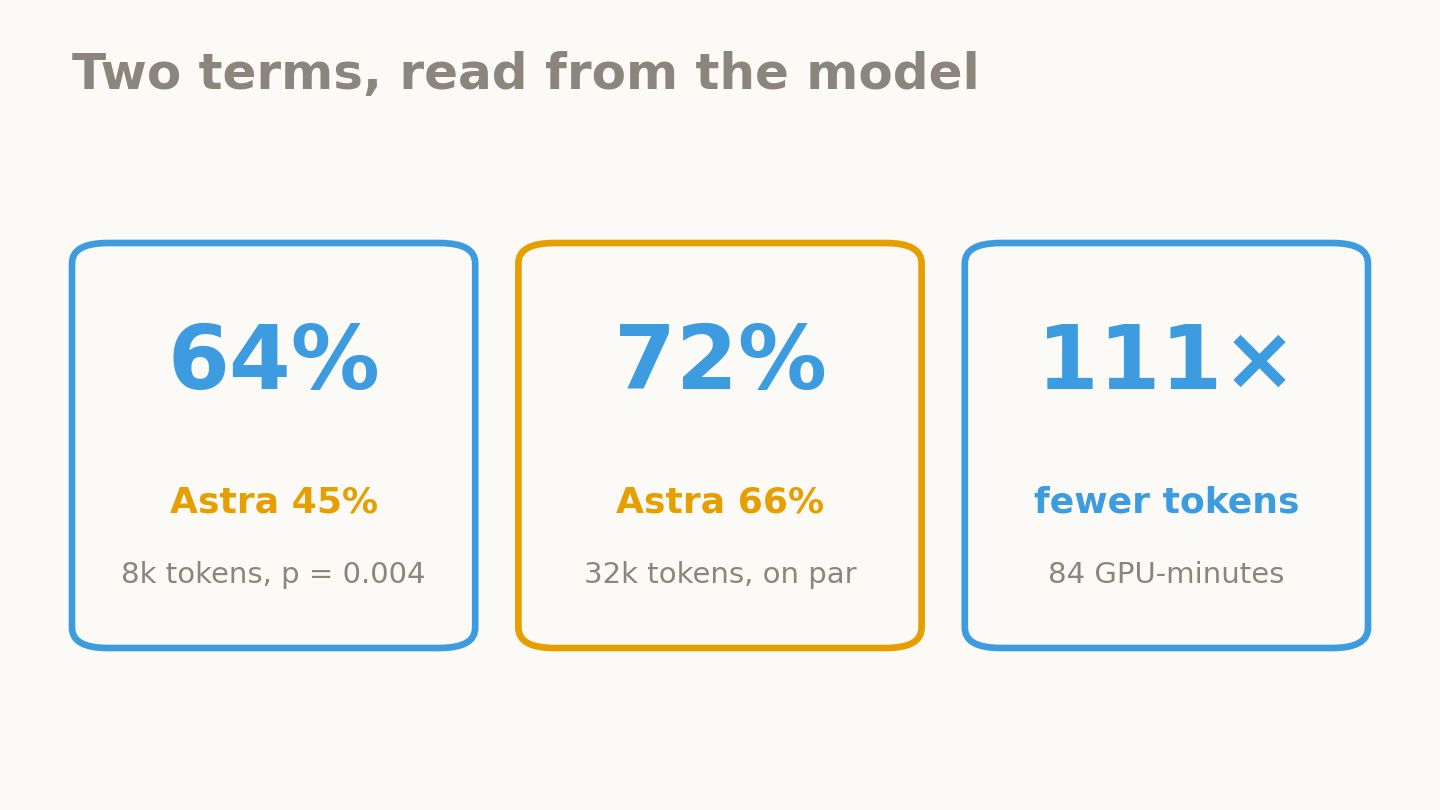 Two terms, read from the model
64%
Astra 45%
8k tokens, p = 0.004
72%
Astra 66%
32k tokens, on par
111×
fewer tokens
84 GPU-minutes